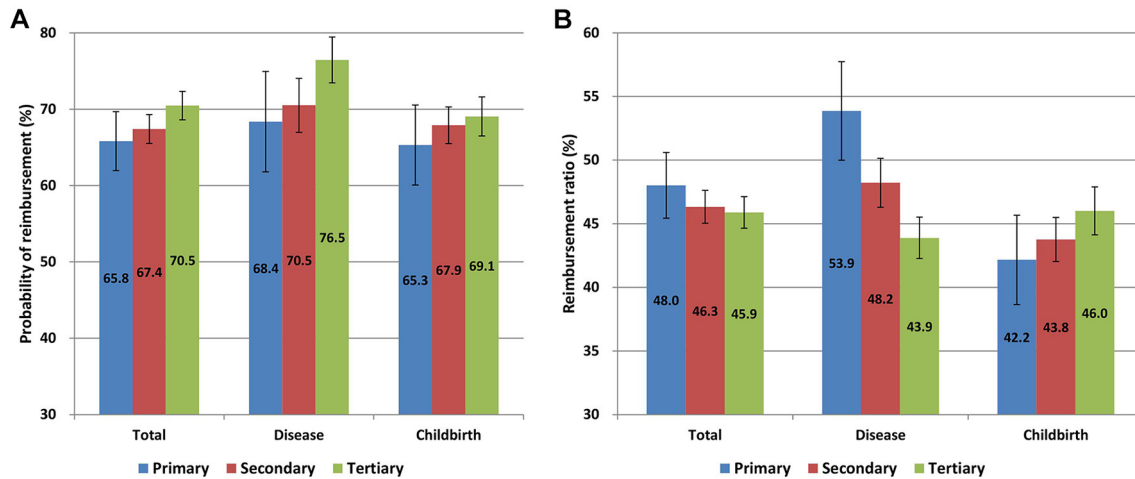 A
Probability of reimbursement (%)
80
70
60
50
40
30
65.8
67.4
70.5
68.4
70.5
76.5
65.3
67.9
69.1
Total
Disease
Childbirth
Primary
Secondary
Tertiary
B
Reimbursement ratio (%)
60
55
50
45
40
35
30
48.0
46.3
45.9
53.9
48.2
43.9
42.2
43.8
46.0
Total
Disease
Childbirth
Primary
Secondary
Tertiary